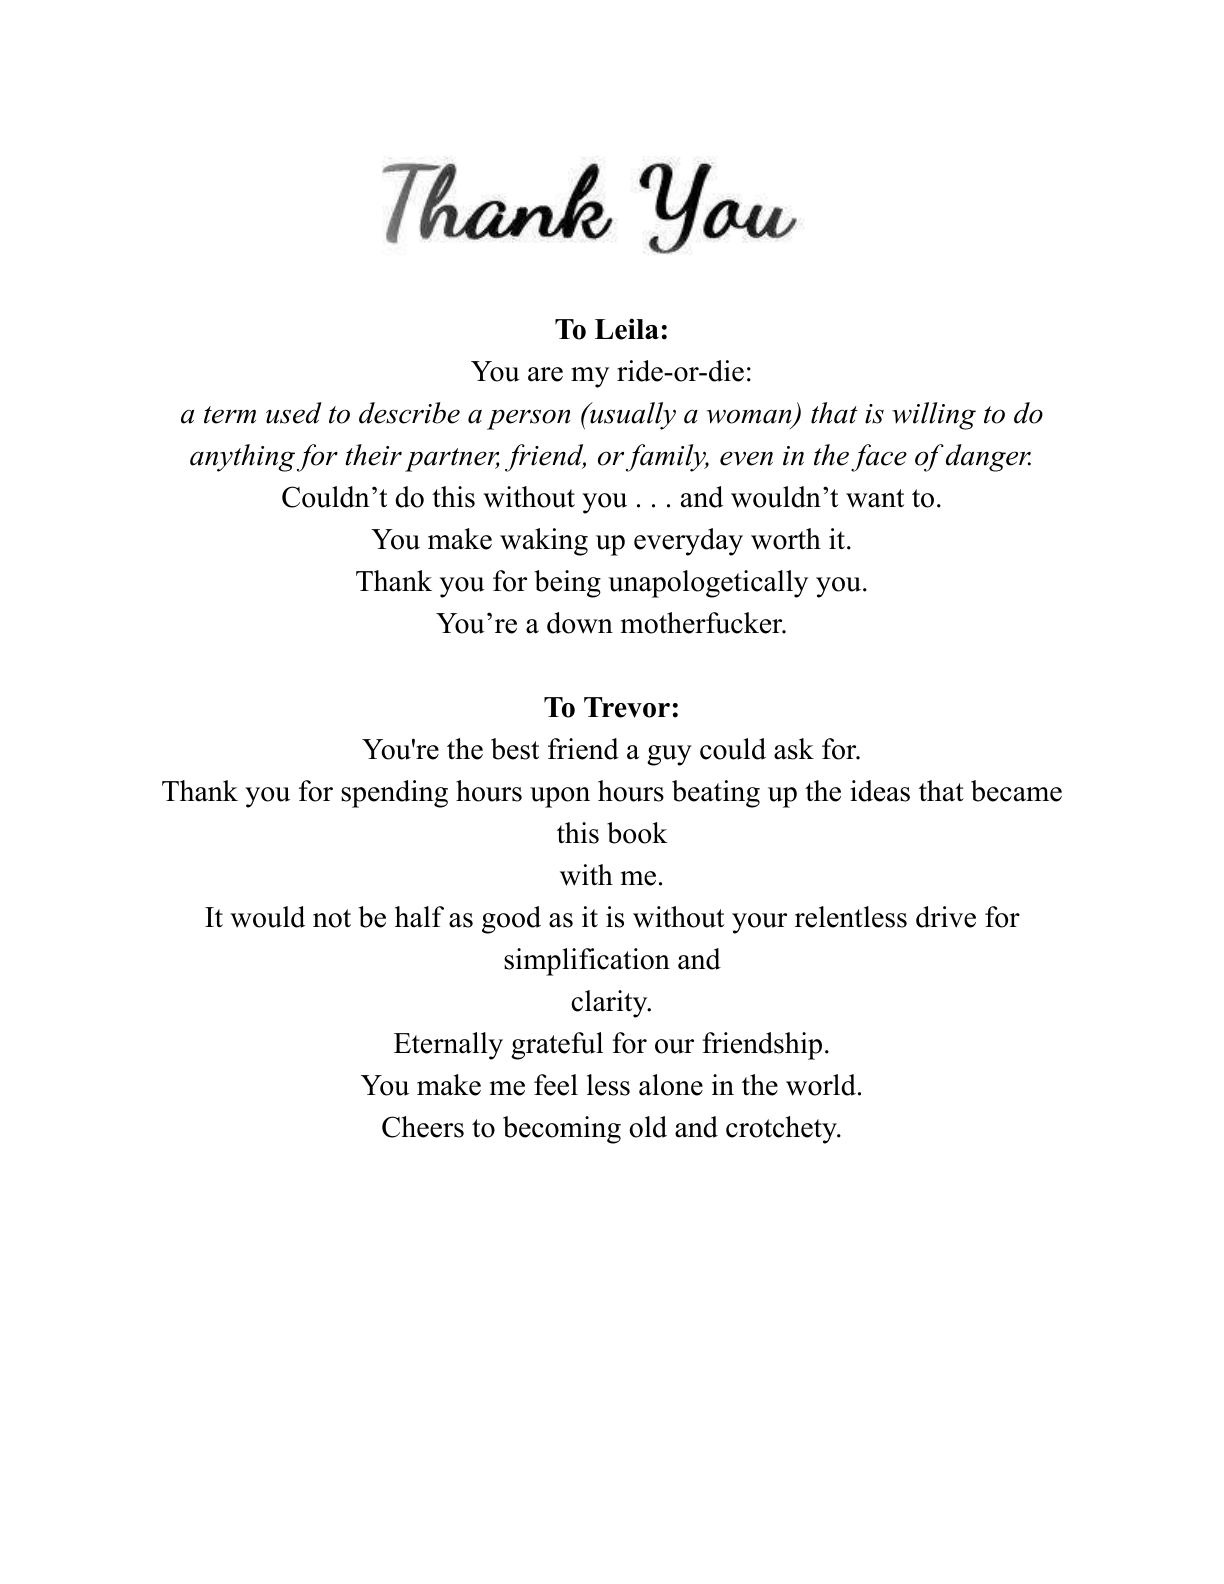 Thank You
To Leila:
You are my ride-or-die:
a term used to describe a person (usually a woman) that is willing to do
anything for their partner, friend, or family, even in the face of danger.
Couldn’t do this without you . . . and wouldn’t want to.
You make waking up everyday worth it.
Thank you for being unapologetically you.
You’re a down motherfucker.
To Trevor:
You're the best friend a guy could ask for.
Thank you for spending hours upon hours beating up the ideas that became
this book
with me.
It would not be half as good as it is without your relentless drive for
simplification and
clarity.
Eternally grateful for our friendship.
You make me feel less alone in the world.
Cheers to becoming old and crotchety.